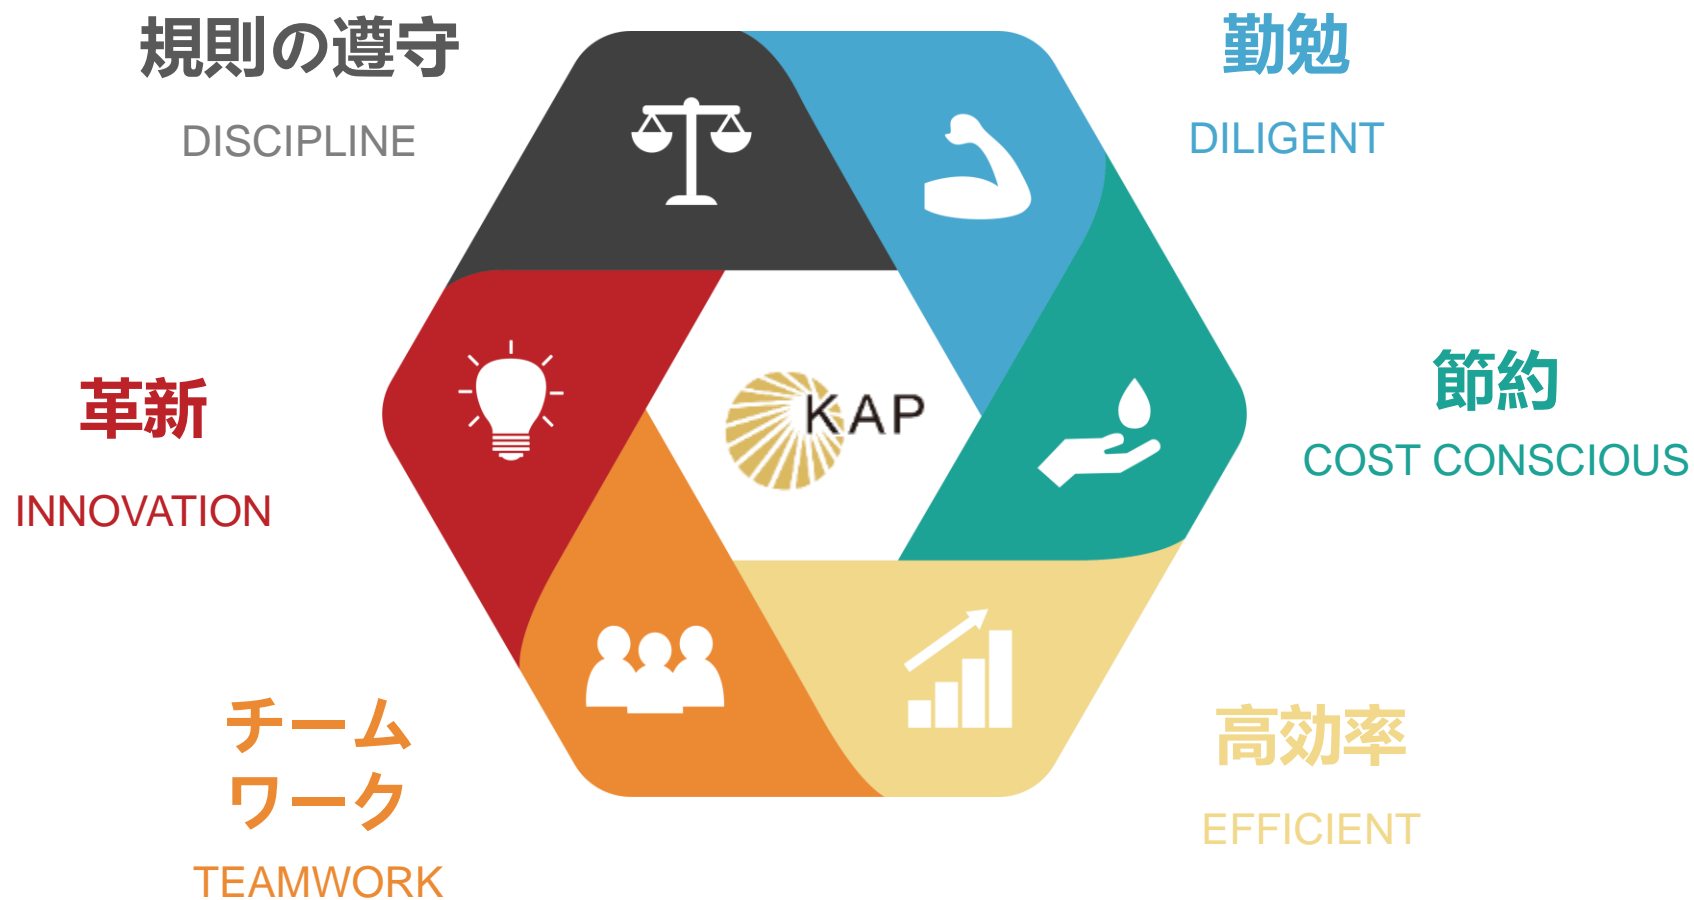 規則の遵守
DISCIPLINE
勤勉
DILIGENT
革新
INNOVATION
KAP
節約
COST CONSCIOUS
チーム
ワーク
TEAMWORK
高効率
EFFICIENT